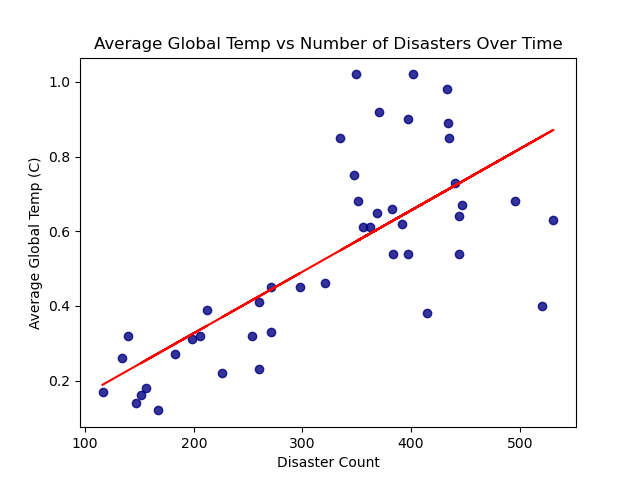 Average Global Temp vs Number of Disasters Over Time
1.0
0.8
0.6
0.4
0.2
Average Global Temp (C)
100 200 300 400 500
Disaster Count